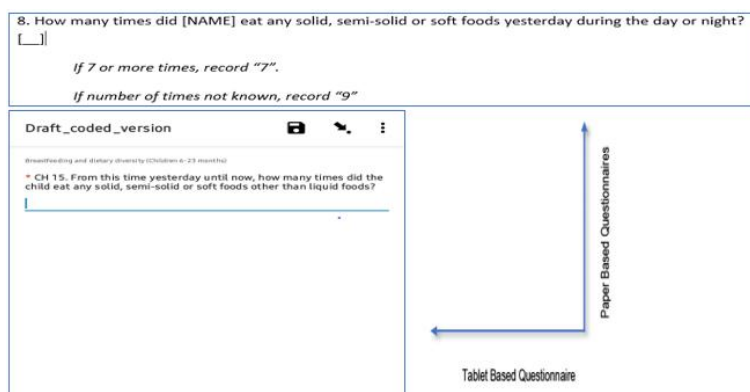 8. How many times did [NAME] eat any solid, semi-solid or soft foods yesterday during the day or night?
[__]
If 7 or more times, record "7".
If number of times not known, record "9"
Draft_coded_version
Breastfeeding and dietary diversity (Children 6-23 months)
* CH 15. From this time yesterday until now, how many times did the
child eat any solid, semi-solid or soft foods other than liquid foods?
Paper Based Questionnaires
Tablet Based Questionnaire